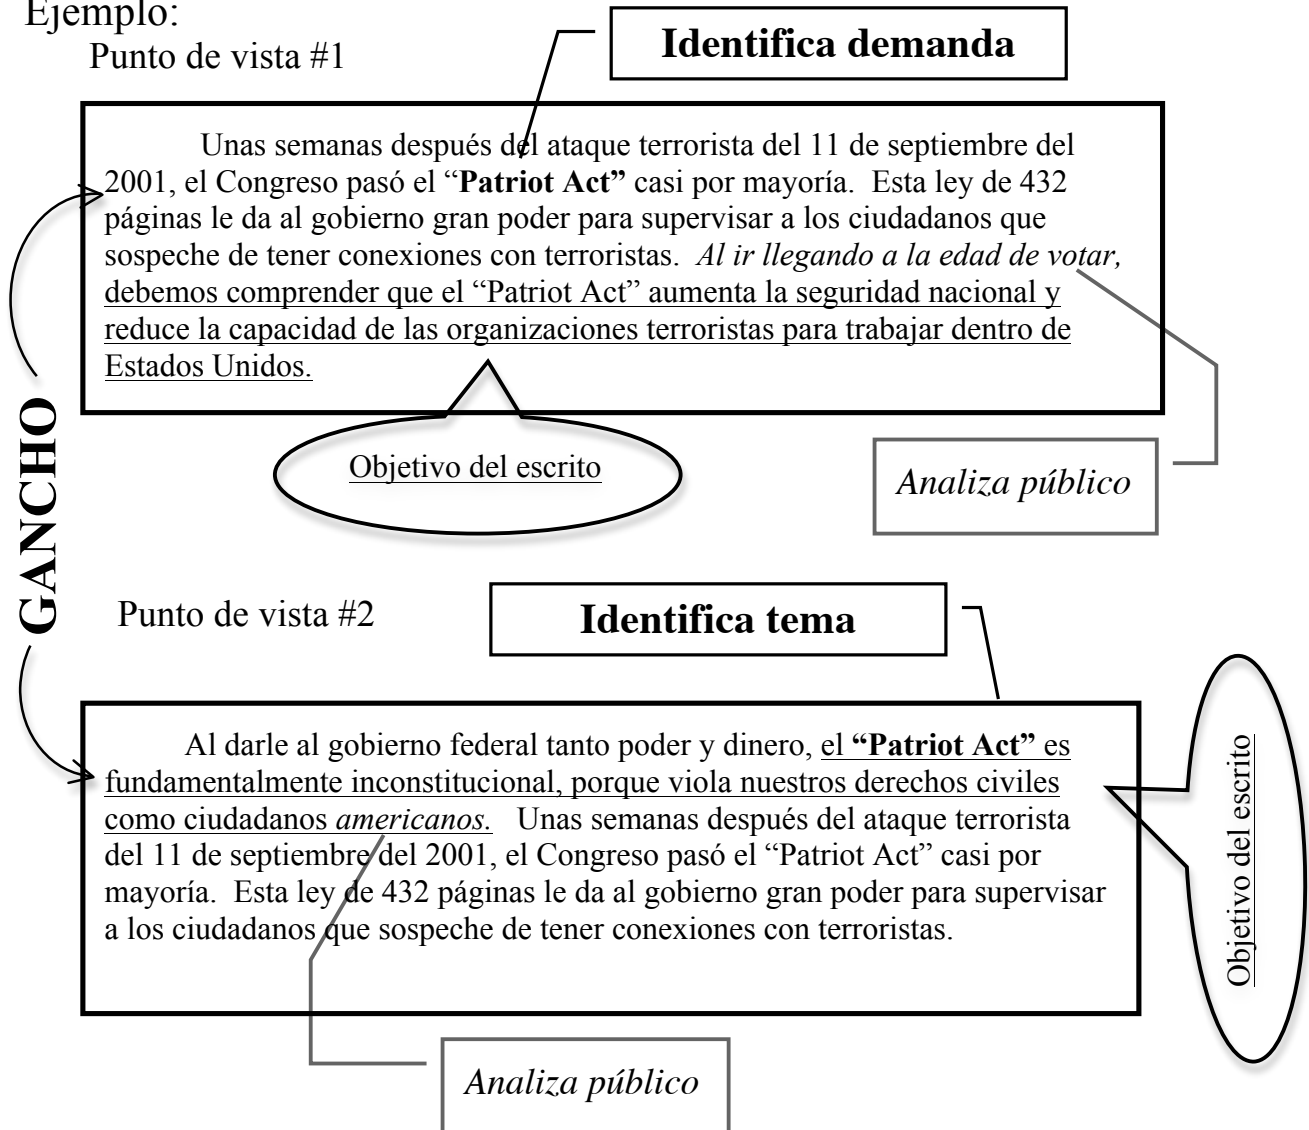 Ejemplo:
Punto de vista #1
Identifica demanda
Unas semanas después del ataque terrorista del 11 de septiembre del
2001, el Congreso pasó el “Patriot Act” casi por mayoría.  Esta ley de 432
páginas le da al gobierno gran poder para supervisar a los ciudadanos que
sospeche de tener conexiones con terroristas.  Al ir llegando a la edad de votar,
debemos comprender que el “Patriot Act” aumenta la seguridad nacional y
reduce la capacidad de las organizaciones terroristas para trabajar dentro de
Estados Unidos.
Objetivo del escrito
Analiza público
GANCHO
Punto de vista #2
Identifica tema
Al darle al gobierno federal tanto poder y dinero, el “Patriot Act” es
fundamentalmente inconstitucional, porque viola nuestros derechos civiles
como ciudadanos americanos.   Unas semanas después del ataque terrorista
del 11 de septiembre del 2001, el Congreso pasó el “Patriot Act” casi por
mayoría.  Esta ley de 432 páginas le da al gobierno gran poder para supervisar
a los ciudadanos que sospeche de tener conexiones con terroristas.
Objetivo del escrito
Analiza público